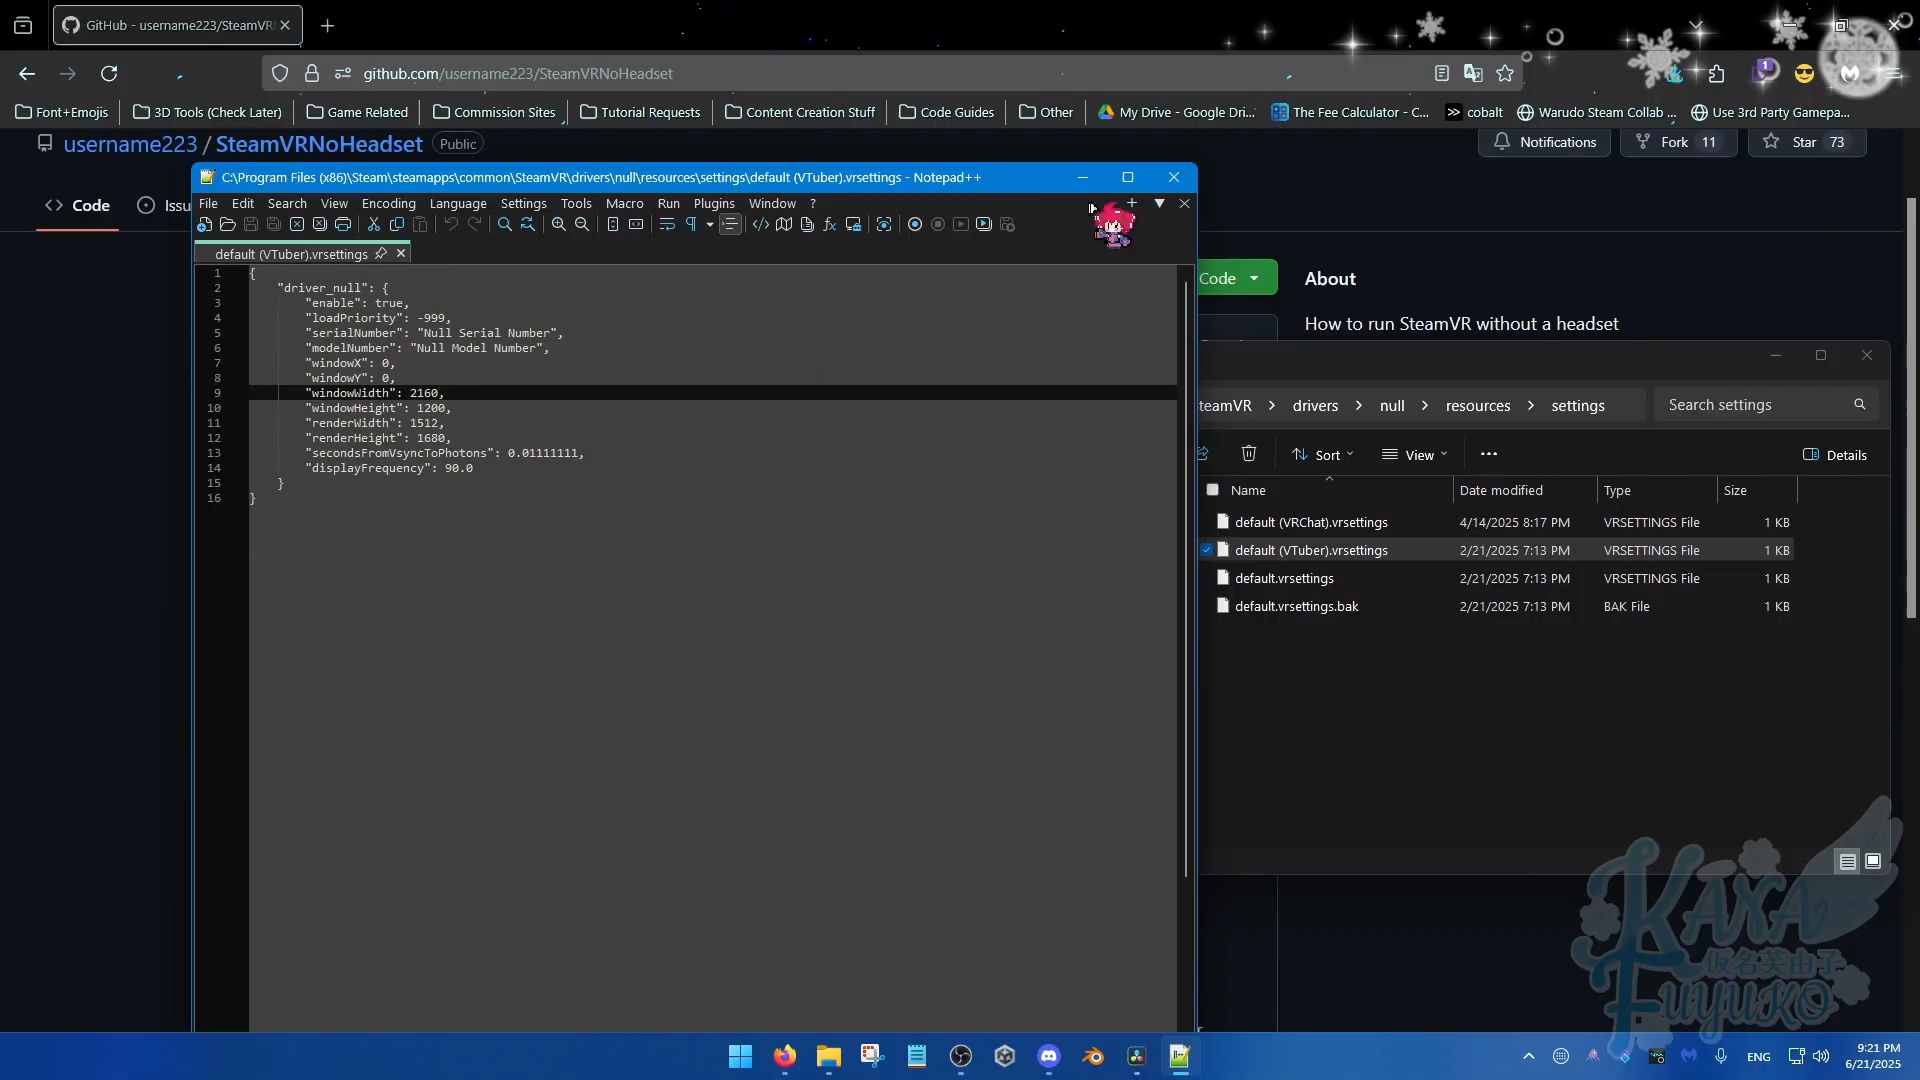 GitHub - username223/SteamVR
github.com/username223/SteamVRNoHeadset
1
Font+Emojis
3D Tools (Check Later)
Game Related
Commission Sites
Tutorial Requests
Content Creation Stuff
Code Guides
Other
My Drive - Google Dri...
The Fee Calculator - C...
cobalt
Warudo Steam Collab ...
Use 3rd Party Gamepa...
username223 / SteamVRNoHeadset Public
Notifications
Fork 11
Star 73
<> Code
Issu
C:\Program Files (x86)\Steam\steamapps\common\SteamVR\drivers\null\resources\settings\default (VTuber).vrsettings - Notepad++
File Edit Search View Encoding Language Settings Tools Macro Run Plugins Window ?
default (VTuber).vrsettings
1 {
2 "driver_null": {
3 "enable": true,
4 "loadPriority": -999,
5 "serialNumber": "Null Serial Number",
6 "modelNumber": "Null Model Number",
7 "windowX": 0,
8 "windowY": 0,
9 "windowWidth": 2160,
10 "windowHeight": 1200,
11 "renderWidth": 1512,
12 "renderHeight": 1680,
13 "secondsFromVsyncToPhotons": 0.01111111,
14 "displayFrequency": 90.0
15 }
16 }
Code
About
How to run SteamVR without a headset
teamVR > drivers > null > resources > settings
Search settings
Sort
View
Details
Name Date modified Type Size
default (VRChat).vrsettings 4/14/2025 8:17 PM VRSETTINGS File 1 KB
default (VTuber).vrsettings 2/21/2025 7:13 PM VRSETTINGS File 1 KB
default.vrsettings 2/21/2025 7:13 PM VRSETTINGS File 1 KB
default.vrsettings.bak 2/21/2025 7:13 PM BAK File 1 KB
KANA
仮名芙由子
FUYUKO
ENG
9:21 PM
6/21/2025